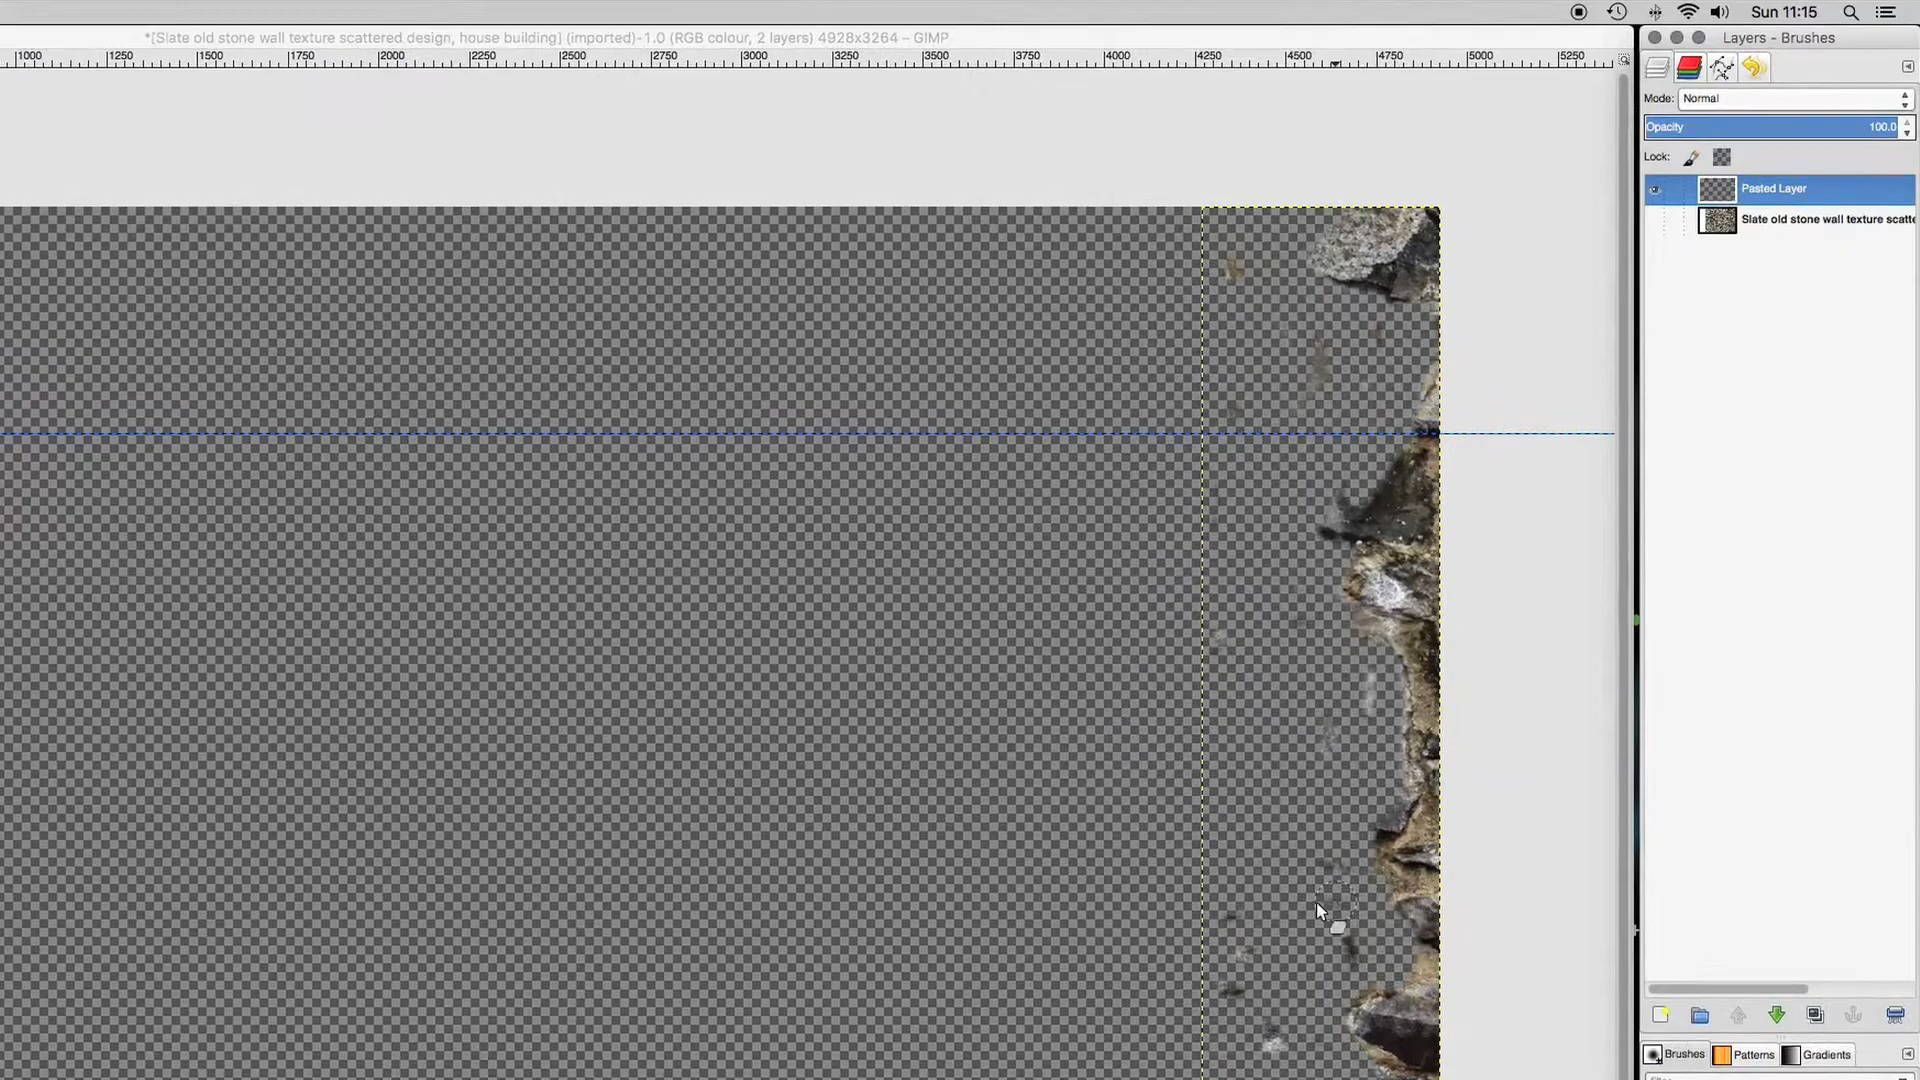 Sun 11:15
*[Slate old stone wall texture scattered design, house building] (imported)-1.0 (RGB colour, 2 layers) 4928x3264 – GIMP
Layers - Brushes
1000 1250 1500 1750 2000 2250 2500 2750 3000 3250 3500 3750 4000 4250 4500 4750 5000 5250
Mode: Normal
Opacity 100.0
Lock:
Pasted Layer
Slate old stone wall texture scatte
Brushes Patterns Gradients